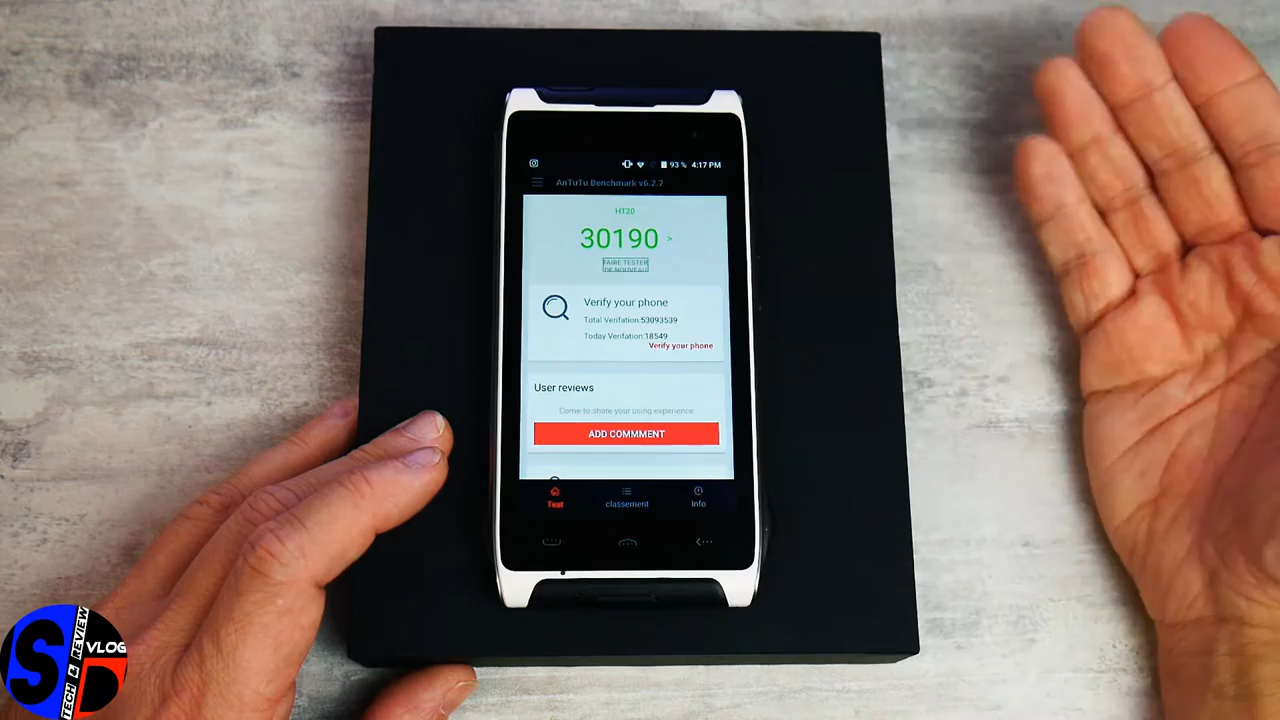 93 % 4:17 PM
AnTuTu Benchmark v6.2.7
HT20
30190 >
FAIRE TESTER
DE NOUVEAU
Verify your phone
Total Verifation:53093539
Today Verifation:18549
Verify your phone
User reviews
Come to share your using experience
ADD COMMMENT
Test classement Info
SD
TECH & REVIEW
VLOG